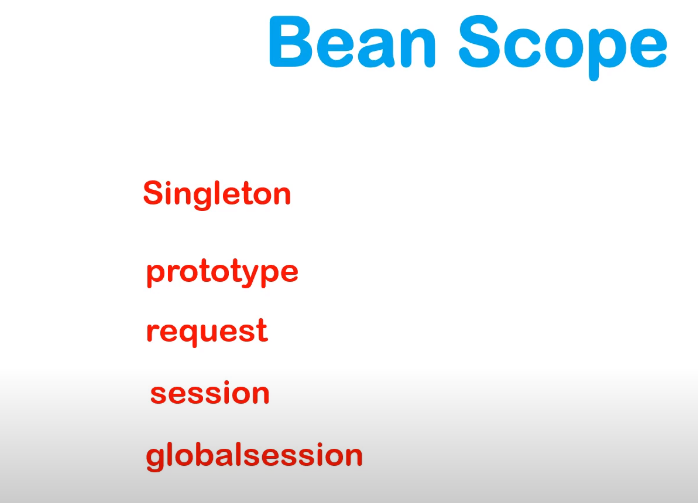 Bean Scope
Singleton
prototype
request
session
globalsession